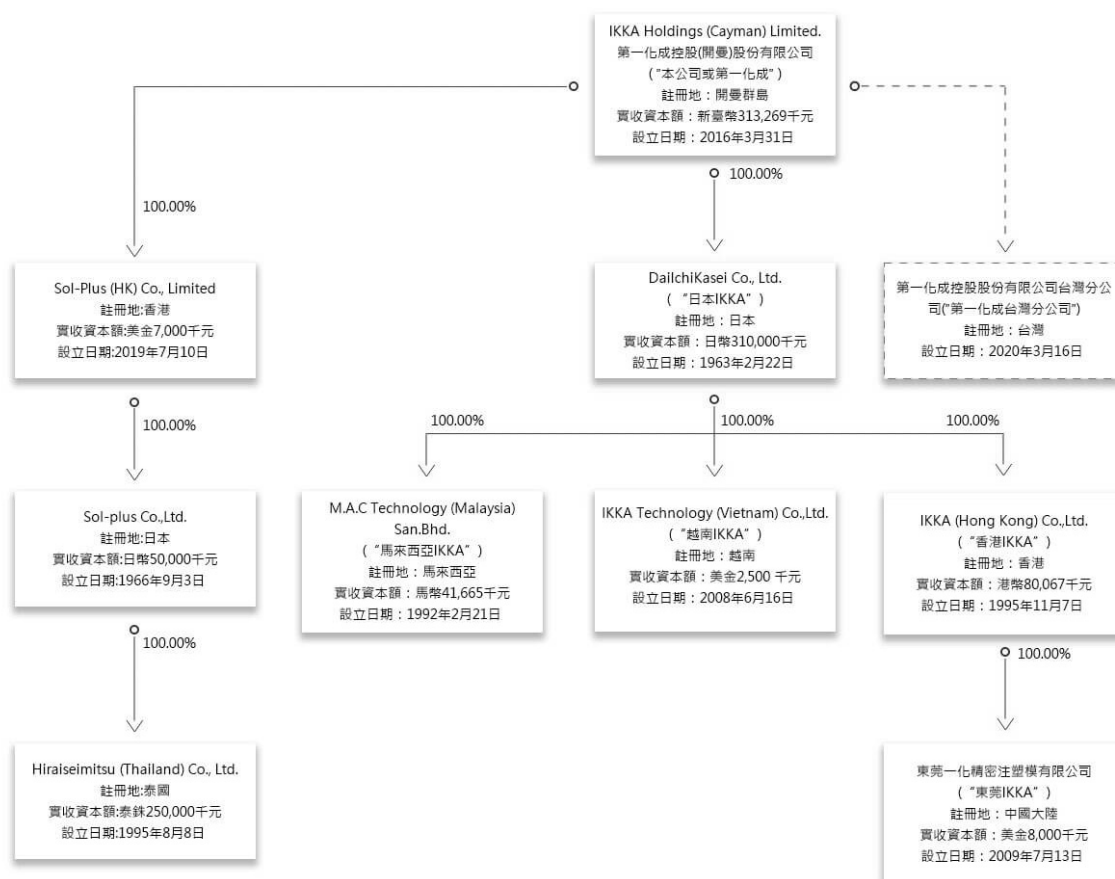 IKKA Holdings (Cayman) Limited.
第一化成控股(開曼)股份有限公司
("本公司或第一化成")
註冊地：開曼群島
實收資本額：新臺幣313,269千元
設立日期：2016年3月31日
100.00%
100.00%
Sol-Plus (HK) Co., Limited
註冊地:香港
實收資本額:美金7,000千元
設立日期:2019年7月10日
DaiIchiKasei Co., Ltd.
(“日本IKKA”)
註冊地：日本
實收資本額：日幣310,000千元
設立日期：1963年2月22日
第一化成控股股份有限公司台灣分公
司("第一化成台灣分公司")
註冊地：台灣
設立日期：2020年3月16日
100.00%
100.00%
100.00%
100.00%
Sol-plus Co.,Ltd.
註冊地:日本
實收資本額:日幣50,000千元
設立日期:1966年9月3日
M.A.C Technology (Malaysia)
San.Bhd.
(“馬來西亞IKKA”)
註冊地：馬來西亞
實收資本額：馬幣41,665千元
設立日期：1992年2月21日
IKKA Technology (Vietnam) Co.,Ltd.
(“越南IKKA”)
註冊地：越南
實收資本額：美金2,500 千元
設立日期：2008年6月16日
IKKA (Hong Kong) Co.,Ltd.
(“香港IKKA”)
註冊地：香港
實收資本額：港幣80,067千元
設立日期：1995年11月7日
100.00%
100.00%
Hiraiseimitsu (Thailand) Co., Ltd.
註冊地:泰國
實收資本額:泰銖250,000千元
設立日期:1995年8月8日
東莞一化精密注塑模有限公司
(“東莞IKKA”)
註冊地：中國大陸
實收資本額：美金8,000千元
設立日期：2009年7月13日